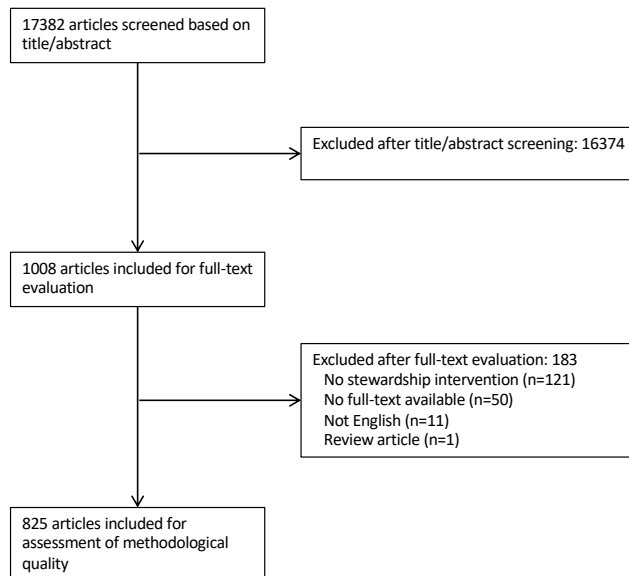 17382 articles screened based on
title/abstract
Excluded after title/abstract screening: 16374
1008 articles included for full-text
evaluation
Excluded after full-text evaluation: 183
No stewardship intervention (n=121)
No full-text available (n=50)
Not English (n=11)
Review article (n=1)
825 articles included for
assessment of methodological
quality